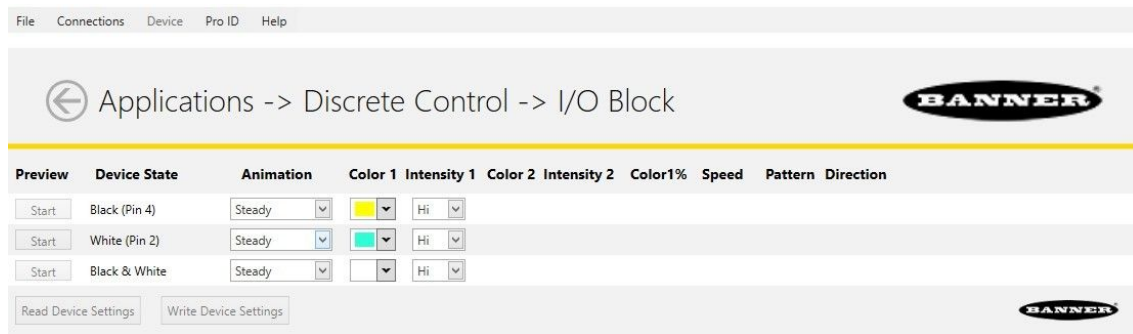 File Connections Device Pro ID Help
Applications -> Discrete Control -> I/O Block
BANNER
Preview Device State Animation Color 1 Intensity 1 Color 2 Intensity 2 Color1% Speed Pattern Direction
Start Black (Pin 4) Steady Hi
Start White (Pin 2) Steady Hi
Start Black & White Steady Hi
Read Device Settings Write Device Settings BANNER